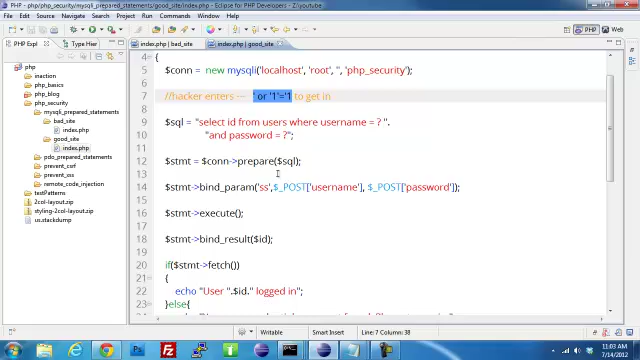 PHP - php/php_security/mysqli_prepared_statements/good_site/index.php - Eclipse for PHP Developers - Z/youtube
File Edit Source Refactor Navigate Search Project Run Window Help
PHP
PHP Expl
Type Hier
index.php | bad_site
index.php | good_site
php
inaction
php_blog
php_security
mysqli_prepared_statements
bad_site
index.php
good_site
index.php
prevent_csrf
prevent_xss
remote_code_injection
testPatterns
2col-layout.zip
styling-2col-layout.zip
us.stackdump
4 {
5 $conn = new mysqli('localhost', 'root', '', 'php_security');
6
7 //hacker enters --- ' or '1'='1 to get in
8
9 $sql = "select id from users where username = ? ".
10 "and password = ?";
11
12 $stmt = $conn->prepare($sql);
13
14 $stmt->bind_param('ss',$_POST['username'], $_POST['password']);
15
16 $stmt->execute();
17
18 $stmt->bind_result($id);
19
20 if($stmt->fetch())
21 {
22 echo "User ".$id." logged in";
23 }else{
Writable
Smart Insert
Line: 7 Column: 38
11:03 AM
7/14/2012